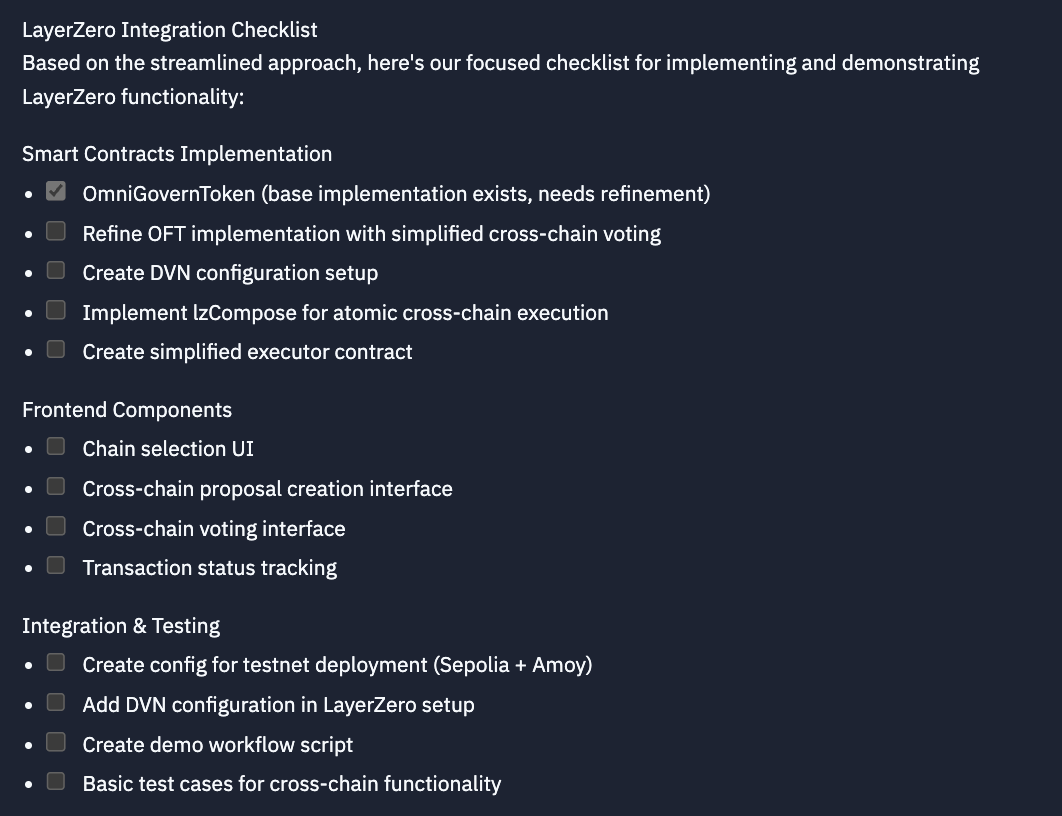 LayerZero Integration Checklist
Based on the streamlined approach, here's our focused checklist for implementing and demonstrating
LayerZero functionality:
Smart Contracts Implementation
OmniGovernToken (base implementation exists, needs refinement)
Refine OFT implementation with simplified cross-chain voting
Create DVN configuration setup
Implement lzCompose for atomic cross-chain execution
Create simplified executor contract
Frontend Components
Chain selection UI
Cross-chain proposal creation interface
Cross-chain voting interface
Transaction status tracking
Integration & Testing
Create config for testnet deployment (Sepolia + Amoy)
Add DVN configuration in LayerZero setup
Create demo workflow script
Basic test cases for cross-chain functionality